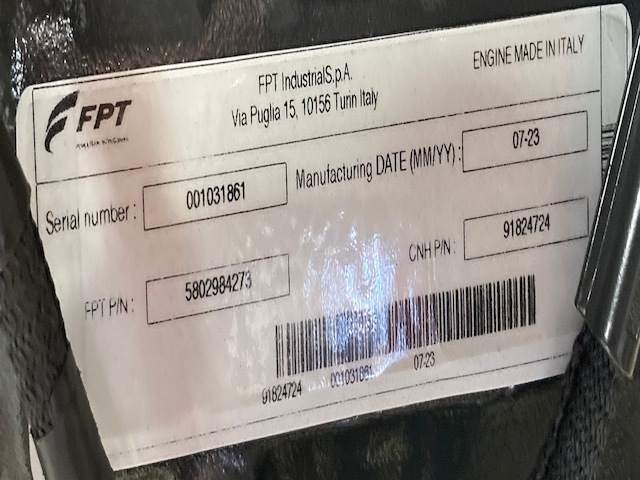 FPT
FPT IndustrialS.p.A.
Via Puglia 15, 10156 Turin Italy
ENGINE MADE IN ITALY
Serial number : 001031861
Manufacturing DATE (MM/YY) : 07-23
FPT P/N : 5802984273
CNH P/N : 91824724
91824724 001031861 07-23